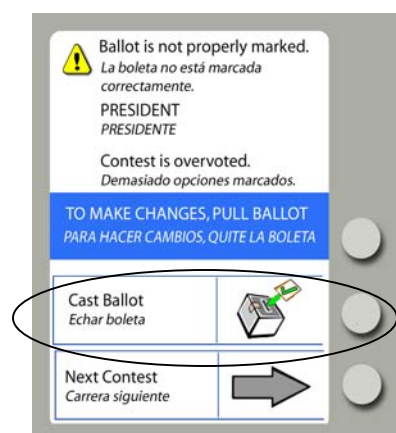 Ballot is not properly marked.
La boleta no está marcada
correctamente.
PRESIDENT
PRESIDENTE
Contest is overvoted.
Demasiado opciones marcados.
TO MAKE CHANGES, PULL BALLOT
PARA HACER CAMBIOS, QUITE LA BOLETA
Cast Ballot
Echar boleta
Next Contest
Carrera siguiente